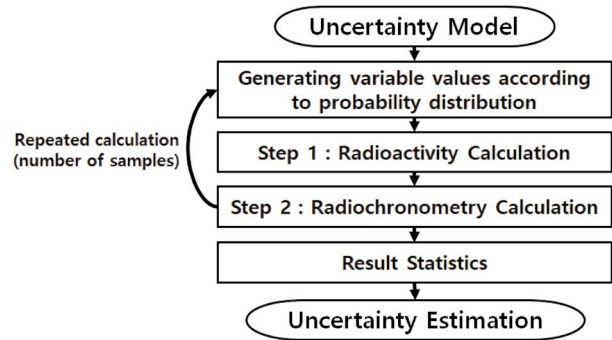 Uncertainty Model
Generating variable values according
to probability distribution
Repeated calculation
(number of samples)
Step 1 : Radioactivity Calculation
Step 2 : Radiochronometry Calculation
Result Statistics
Uncertainty Estimation